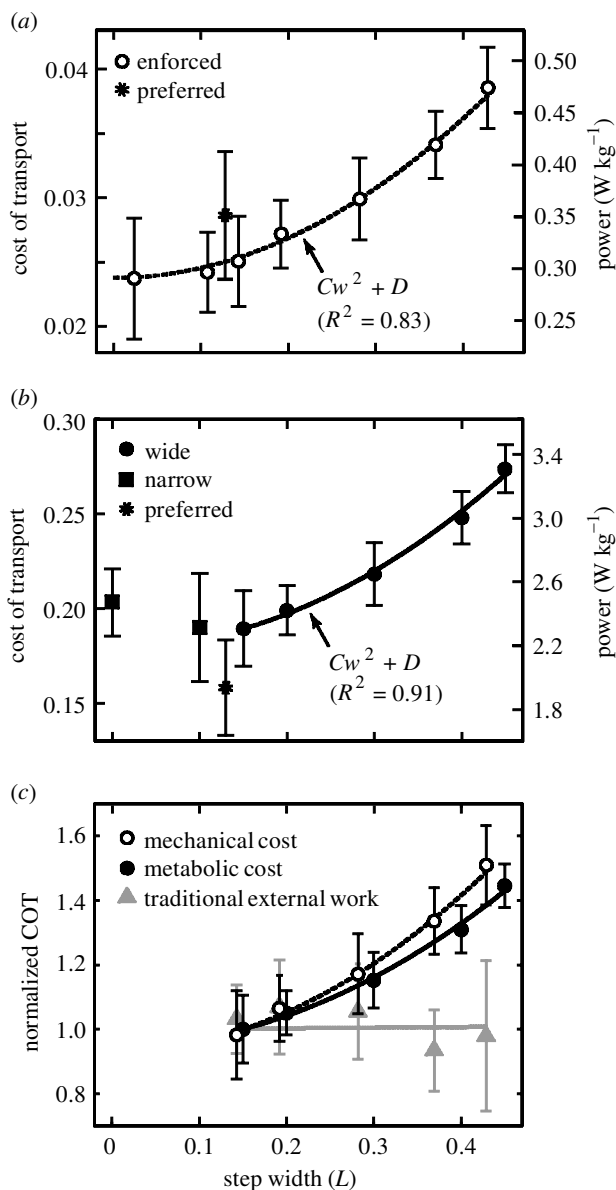 (a)
0.04
0.03
0.02
cost of transport
enforced
preferred
Cw² + D
(R² = 0.83)
0.50
0.45
0.40
0.35
0.30
0.25
power (W kg⁻¹)
(b)
0.30
0.25
0.20
0.15
cost of transport
wide
narrow
preferred
Cw² + D
(R² = 0.91)
3.4
3.0
2.6
2.2
1.8
power (W kg⁻¹)
(c)
1.6
1.4
1.2
1.0
0.8
normalized COT
mechanical cost
metabolic cost
traditional external work
0 0.1 0.2 0.3 0.4
step width (L)